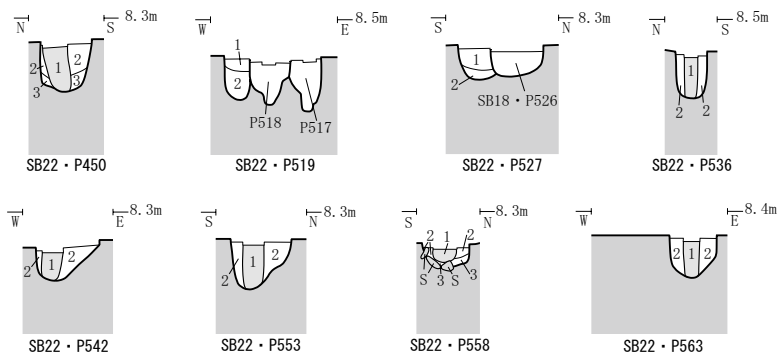 N S 8.3m
2 1 2
3 3
SB22・P450
W E 8.5m
1
2
P518 P517
SB22・P519
S N 8.3m
1
2
SB18・P526
SB22・P527
N S 8.5m
1
2 2
SB22・P536
W E 8.3m
2 1 2
SB22・P542
S N 8.3m
2 1 2
SB22・P553
S N 8.3m
2 1 2
S 3 S 3
SB22・P558
W E 8.4m
2 1 2
SB22・P563